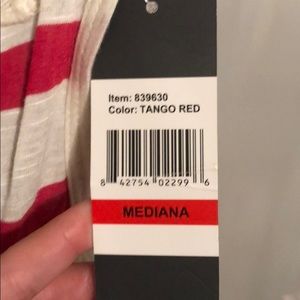 Item: 839630
Color: TANGO RED
8 42754 02299 6
MEDIANA